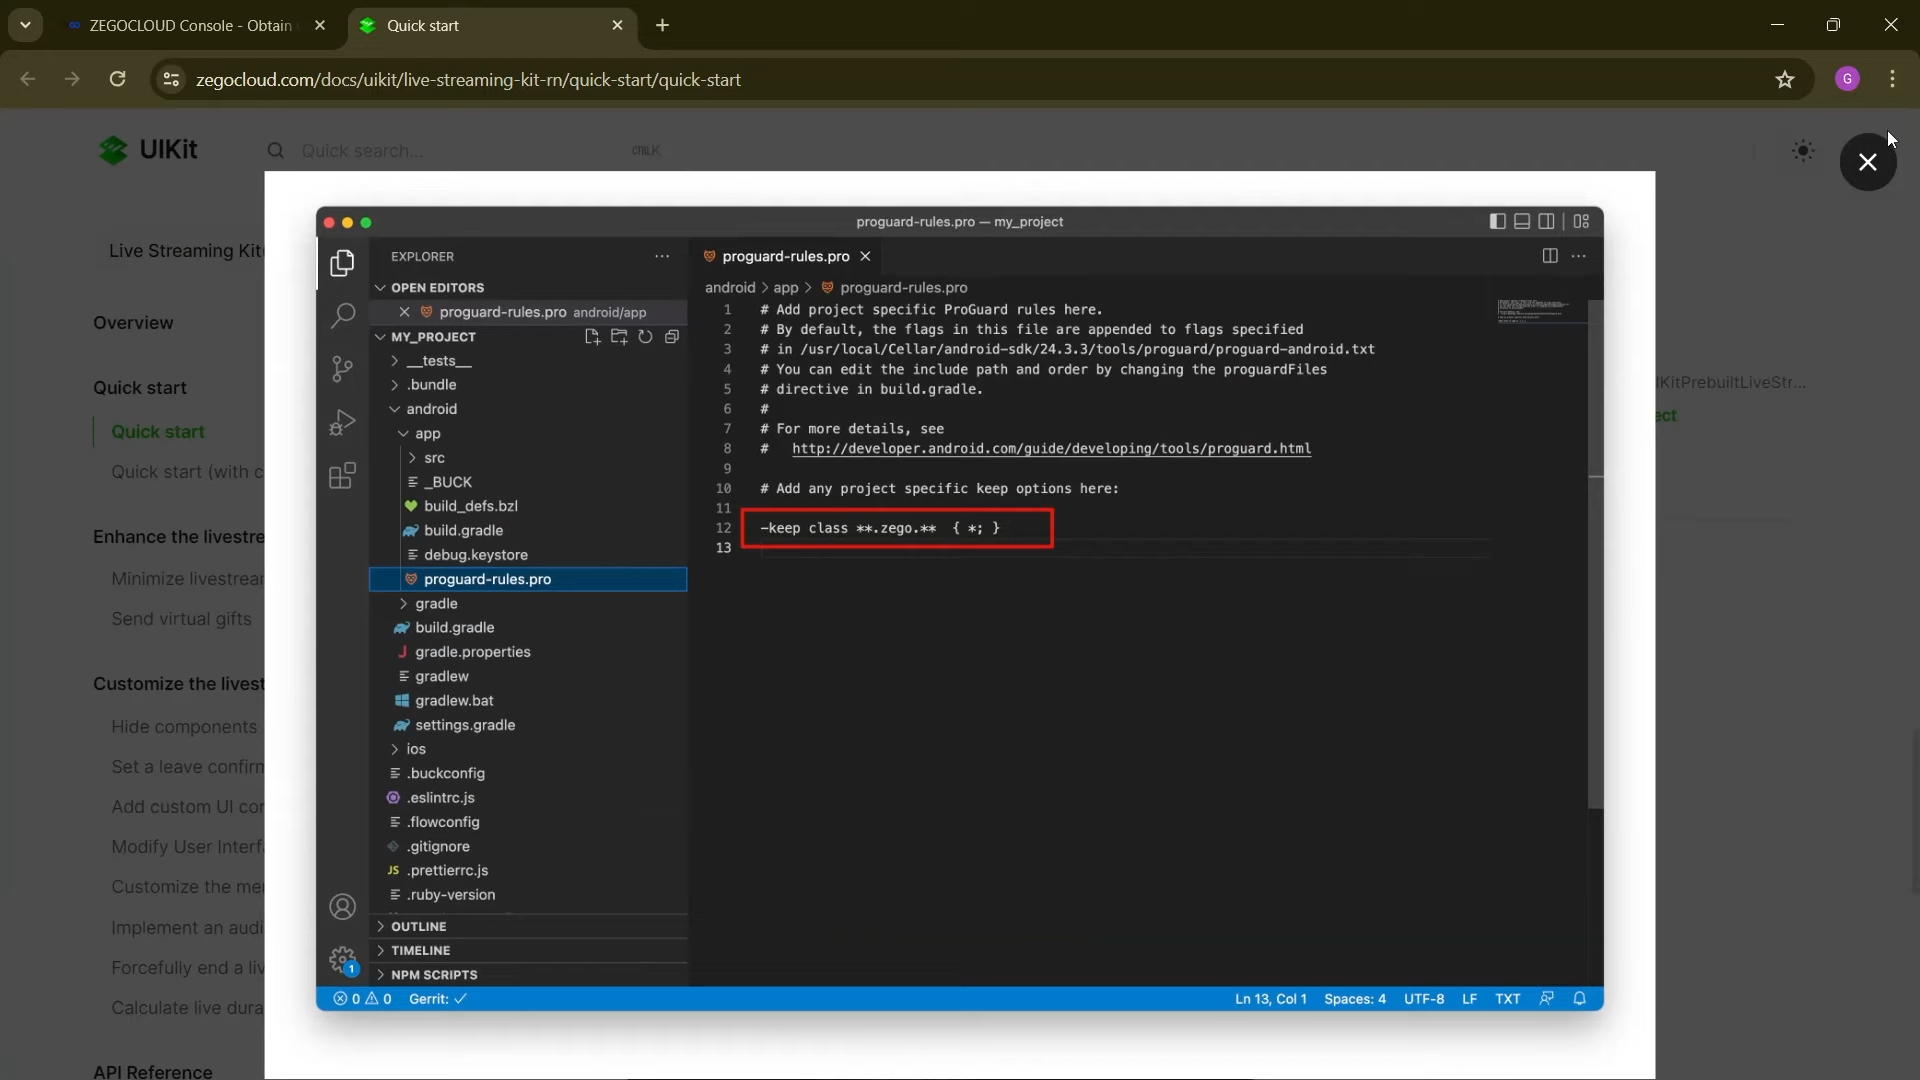 ZEGOCLOUD Console - Obtain
Quick start
zegocloud.com/docs/uikit/live-streaming-kit-rn/quick-start/quick-start
G
UIKit
Quick search...
CTRL K
Live Streaming Kit
Overview
Quick start
Quick start
Quick start (with c
Enhance the livestre
Minimize livestrear
Send virtual gifts
Customize the livest
Hide components
Set a leave confirm
Add custom UI cor
Modify User Interf
Customize the me
Implement an audi
Forcefully end a liv
Calculate live dura
API Reference
IKitPrebuiltLiveStr...
ect
proguard-rules.pro — my_project
EXPLORER
OPEN EDITORS
proguard-rules.pro android/app
MY_PROJECT
__tests__
.bundle
android
app
src
_BUCK
build_defs.bzl
build.gradle
debug.keystore
proguard-rules.pro
gradle
build.gradle
gradle.properties
gradlew
gradlew.bat
settings.gradle
ios
.buckconfig
.eslintrc.js
.flowconfig
.gitignore
JS .prettierrc.js
.ruby-version
OUTLINE
TIMELINE
NPM SCRIPTS
proguard-rules.pro
android > app > proguard-rules.pro
1 # Add project specific ProGuard rules here.
2 # By default, the flags in this file are appended to flags specified
3 # in /usr/local/Cellar/android-sdk/24.3.3/tools/proguard/proguard-android.txt
4 # You can edit the include path and order by changing the proguardFiles
5 # directive in build.gradle.
6 #
7 # For more details, see
8 # http://developer.android.com/guide/developing/tools/proguard.html
9
10 # Add any project specific keep options here:
11
12 -keep class **.zego.** { *; }
13
1
0 0 Gerrit: ✓
Ln 13, Col 1 Spaces: 4 UTF-8 LF TXT